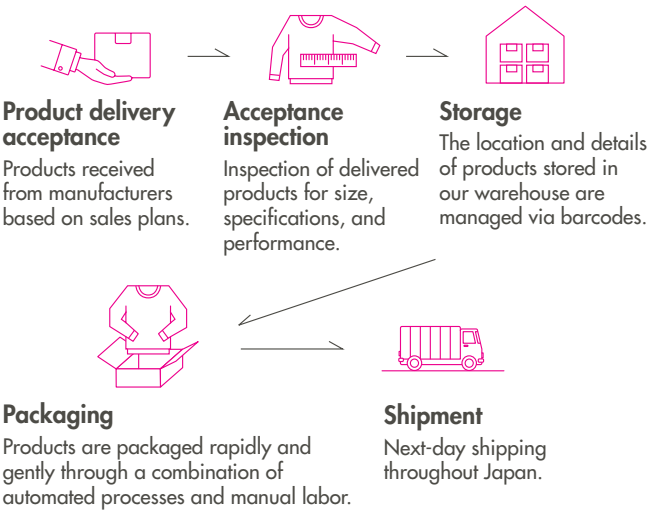 Product delivery
acceptance
Products received
from manufacturers
based on sales plans.
Acceptance
inspection
Inspection of delivered
products for size,
specifications, and
performance.
Storage
The location and details
of products stored in
our warehouse are
managed via barcodes.
Packaging
Products are packaged rapidly and
gently through a combination of
automated processes and manual labor.
Shipment
Next-day shipping
throughout Japan.